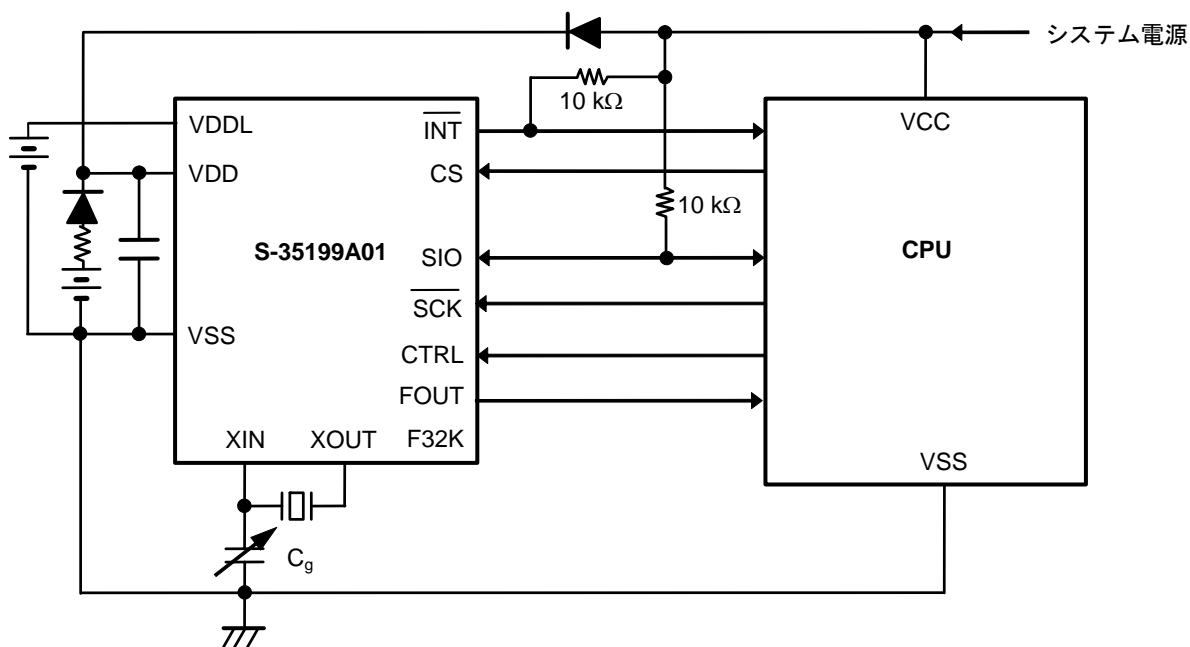 システム電源
10 kΩ
VDDL
INT
VCC
VDD
CS
10 kΩ
S-35199A01
SIO
CPU
SCK
VSS
CTRL
FOUT
XIN
XOUT
F32K
VSS
Cg